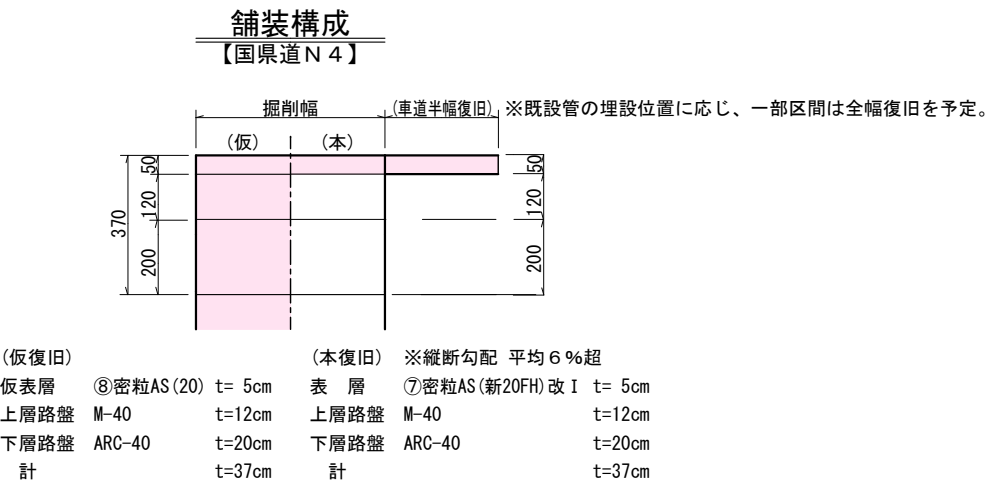 舗装構成
【国県道Ｎ４】
掘削幅 (車道半幅復旧) ※既設管の埋設位置に応じ、一部区間は全幅復旧を予定。
(仮) (本)
370
50
120
200
50
120
200
(仮復旧) (本復旧) ※縦断勾配 平均６％超
仮表層 ⑧密粒AS(20) t= 5cm 表　層 ⑦密粒AS(新20FH)改Ⅰ t= 5cm
上層路盤 M-40 t=12cm 上層路盤 M-40 t=12cm
下層路盤 ARC-40 t=20cm 下層路盤 ARC-40 t=20cm
計 t=37cm 計 t=37cm